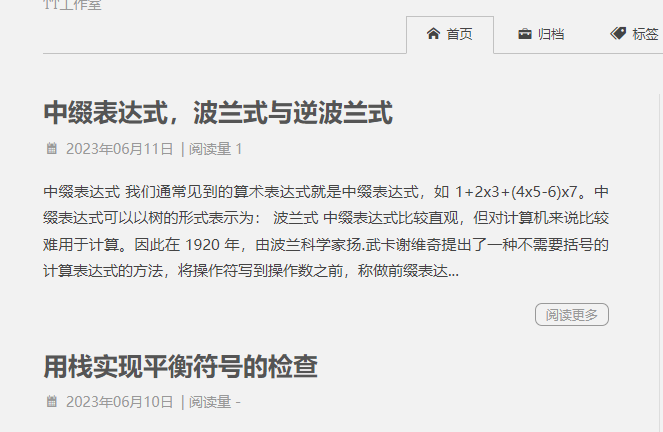 TT工作室
首页 归档 标签
中缀表达式，波兰式与逆波兰式
2023年06月11日 | 阅读量 1
中缀表达式 我们通常见到的算术表达式就是中缀表达式，如 1+2x3+(4x5-6)x7。中
缀表达式可以以树的形式表示为： 波兰式 中缀表达式比较直观，但对计算机来说比较
难用于计算。因此在 1920 年，由波兰科学家扬.武卡谢维奇提出了一种不需要括号的
计算表达式的方法，将操作符写到操作数之前，称做前缀表达...
阅读更多
用栈实现平衡符号的检查
2023年06月10日 | 阅读量 -